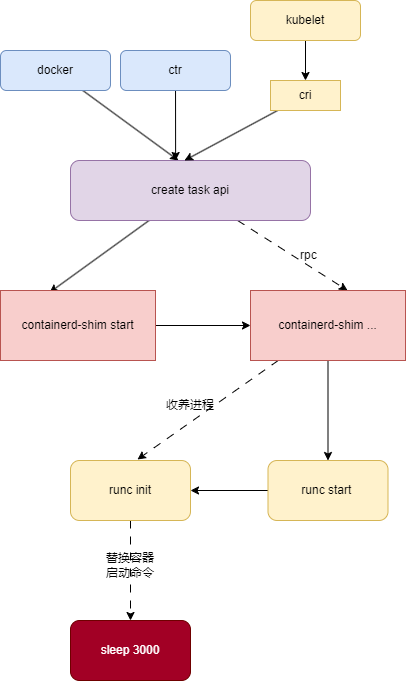 kubelet
docker
ctr
cri
create task api
rpc
containerd-shim start
containerd-shim ...
收养进程
runc init
runc start
替换容器
启动命令
sleep 3000